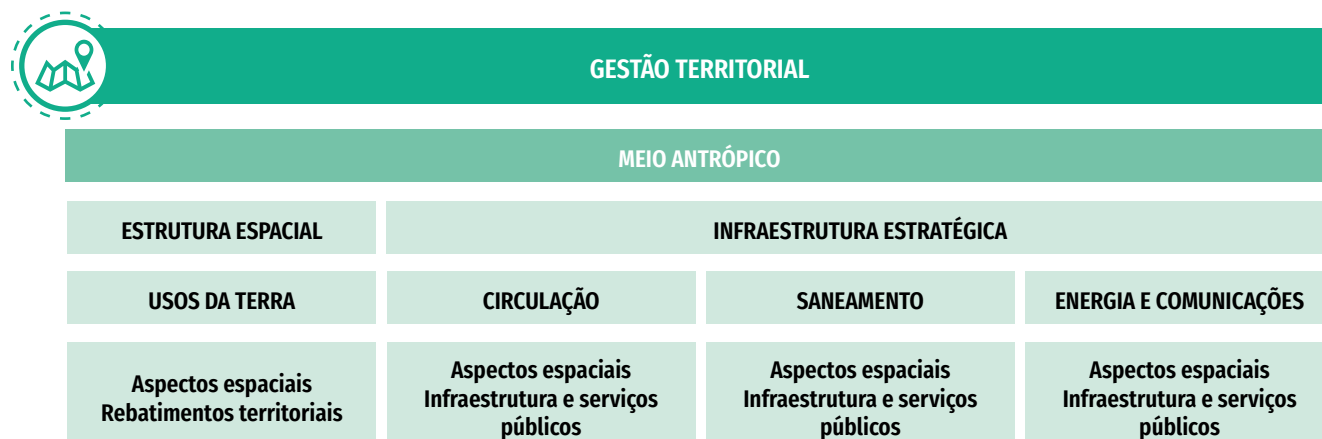 GESTÃO TERRITORIAL
MEIO ANTRÓPICO
ESTRUTURA ESPACIAL
INFRAESTRUTURA ESTRATÉGICA
USOS DA TERRA
CIRCULAÇÃO
SANEAMENTO
ENERGIA E COMUNICAÇÕES
Aspectos espaciais
Rebatimentos territoriais
Aspectos espaciais
Infraestrutura e serviços
públicos
Aspectos espaciais
Infraestrutura e serviços
públicos
Aspectos espaciais
Infraestrutura e serviços
públicos